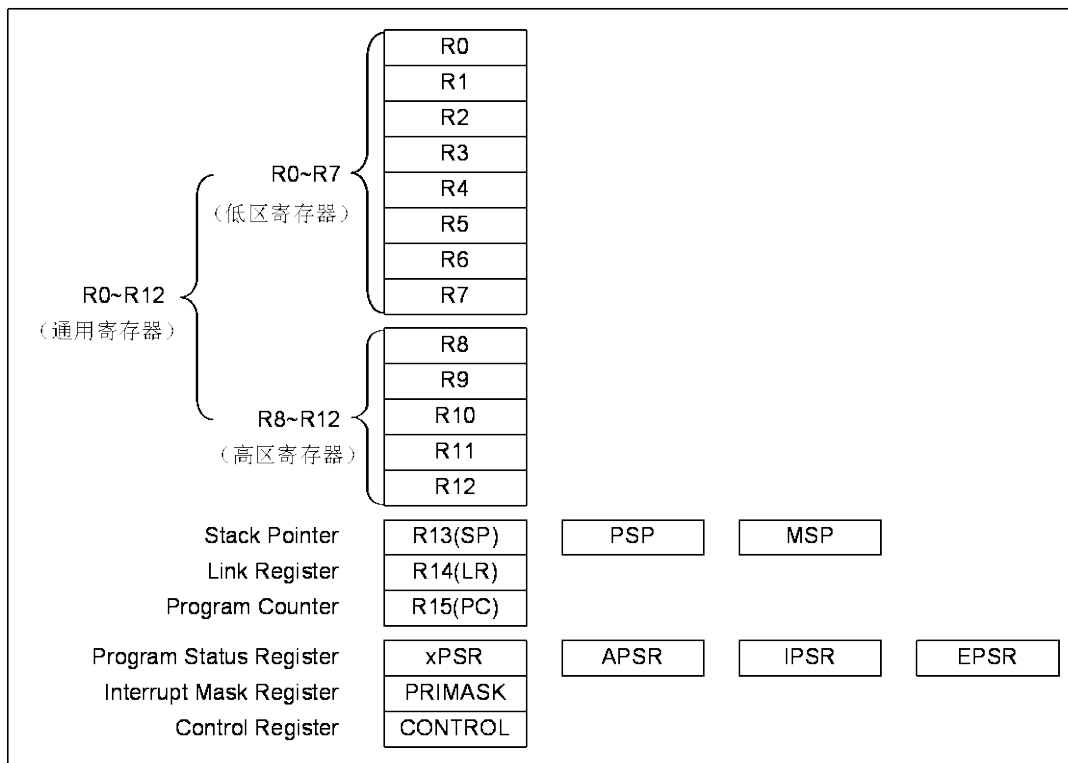 R0
R1
R2
R3
R0~R7
R4
（低区寄存器）
R5
R6
R0~R12
R7
（通用寄存器）
R8
R9
R8~R12
R10
（高区寄存器）
R11
R12
Stack Pointer R13(SP) PSP MSP
Link Register R14(LR)
Program Counter R15(PC)
Program Status Register xPSR APSR IPSR EPSR
Interrupt Mask Register PRIMASK
Control Register CONTROL